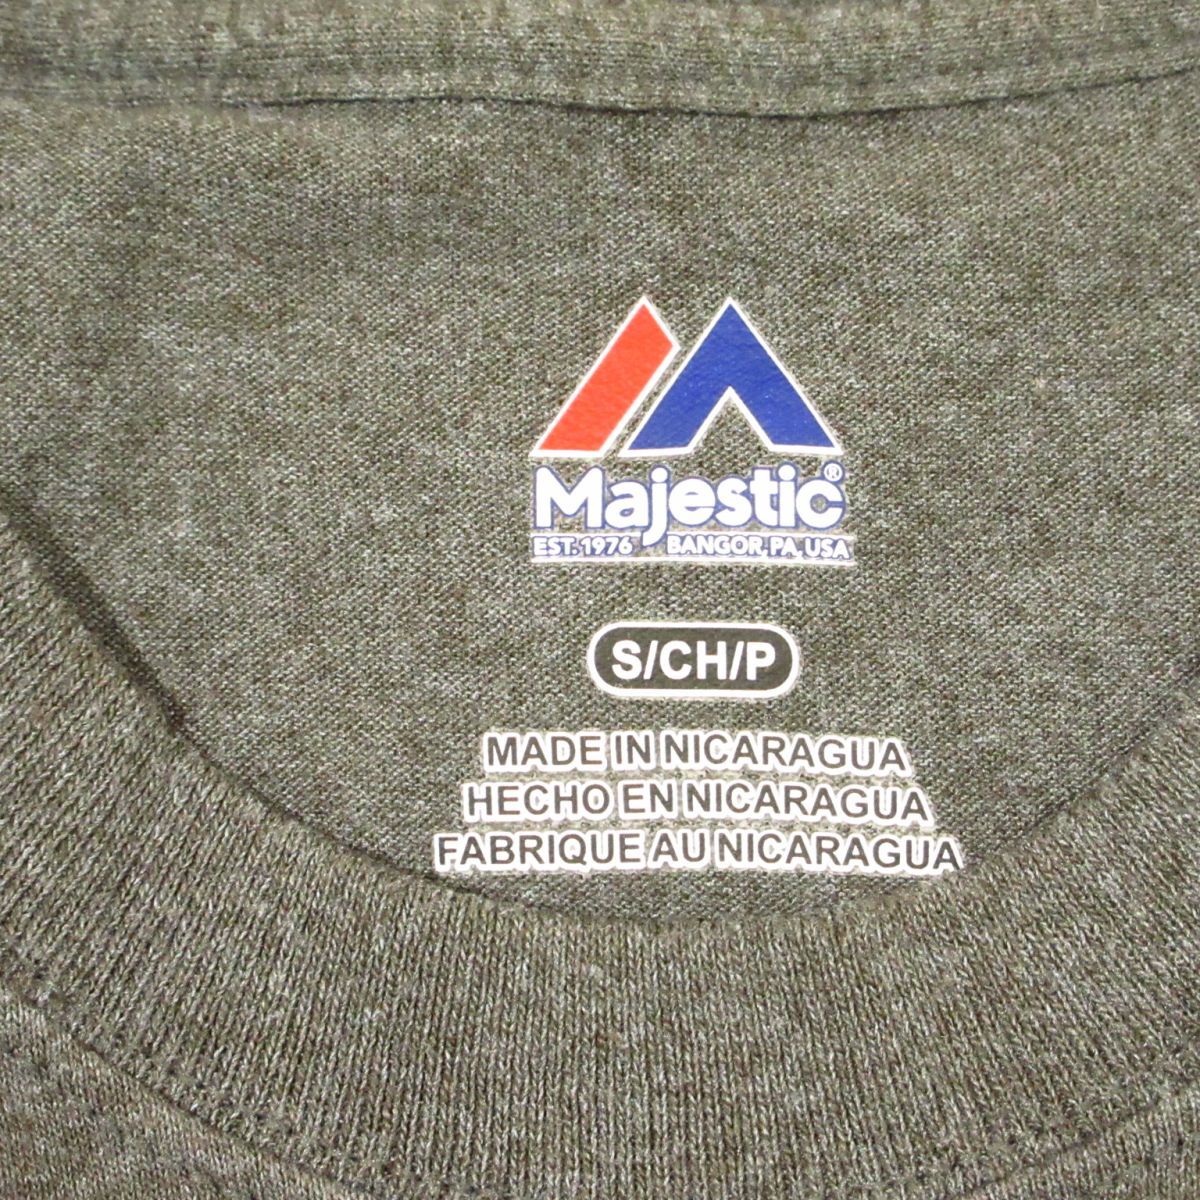 Majestic®
EST. 1976 BANGOR, PA, USA
S/CH/P
MADE IN NICARAGUA
HECHO EN NICARAGUA
FABRIQUE AU NICARAGUA